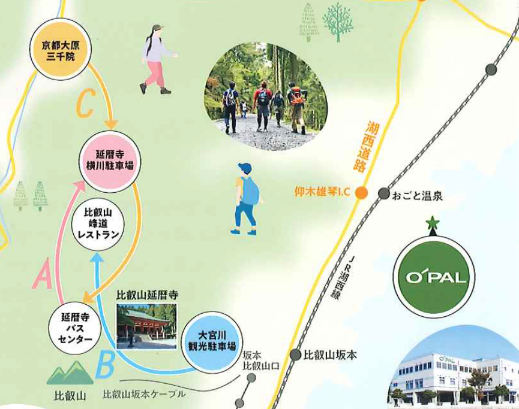 京都大原
三千院
C
延暦寺
横川駐車場
比叡山
峰道
レストラン
A
延暦寺
バス
センター
比叡山延暦寺
B
大宮川
観光駐車場
比叡山
比叡山坂本ケーブル
坂本
比叡山口
湖西道路
仰木雄琴I.C
おごと温泉
JR湖西線
比叡山坂本
O'PAL
O'PAL